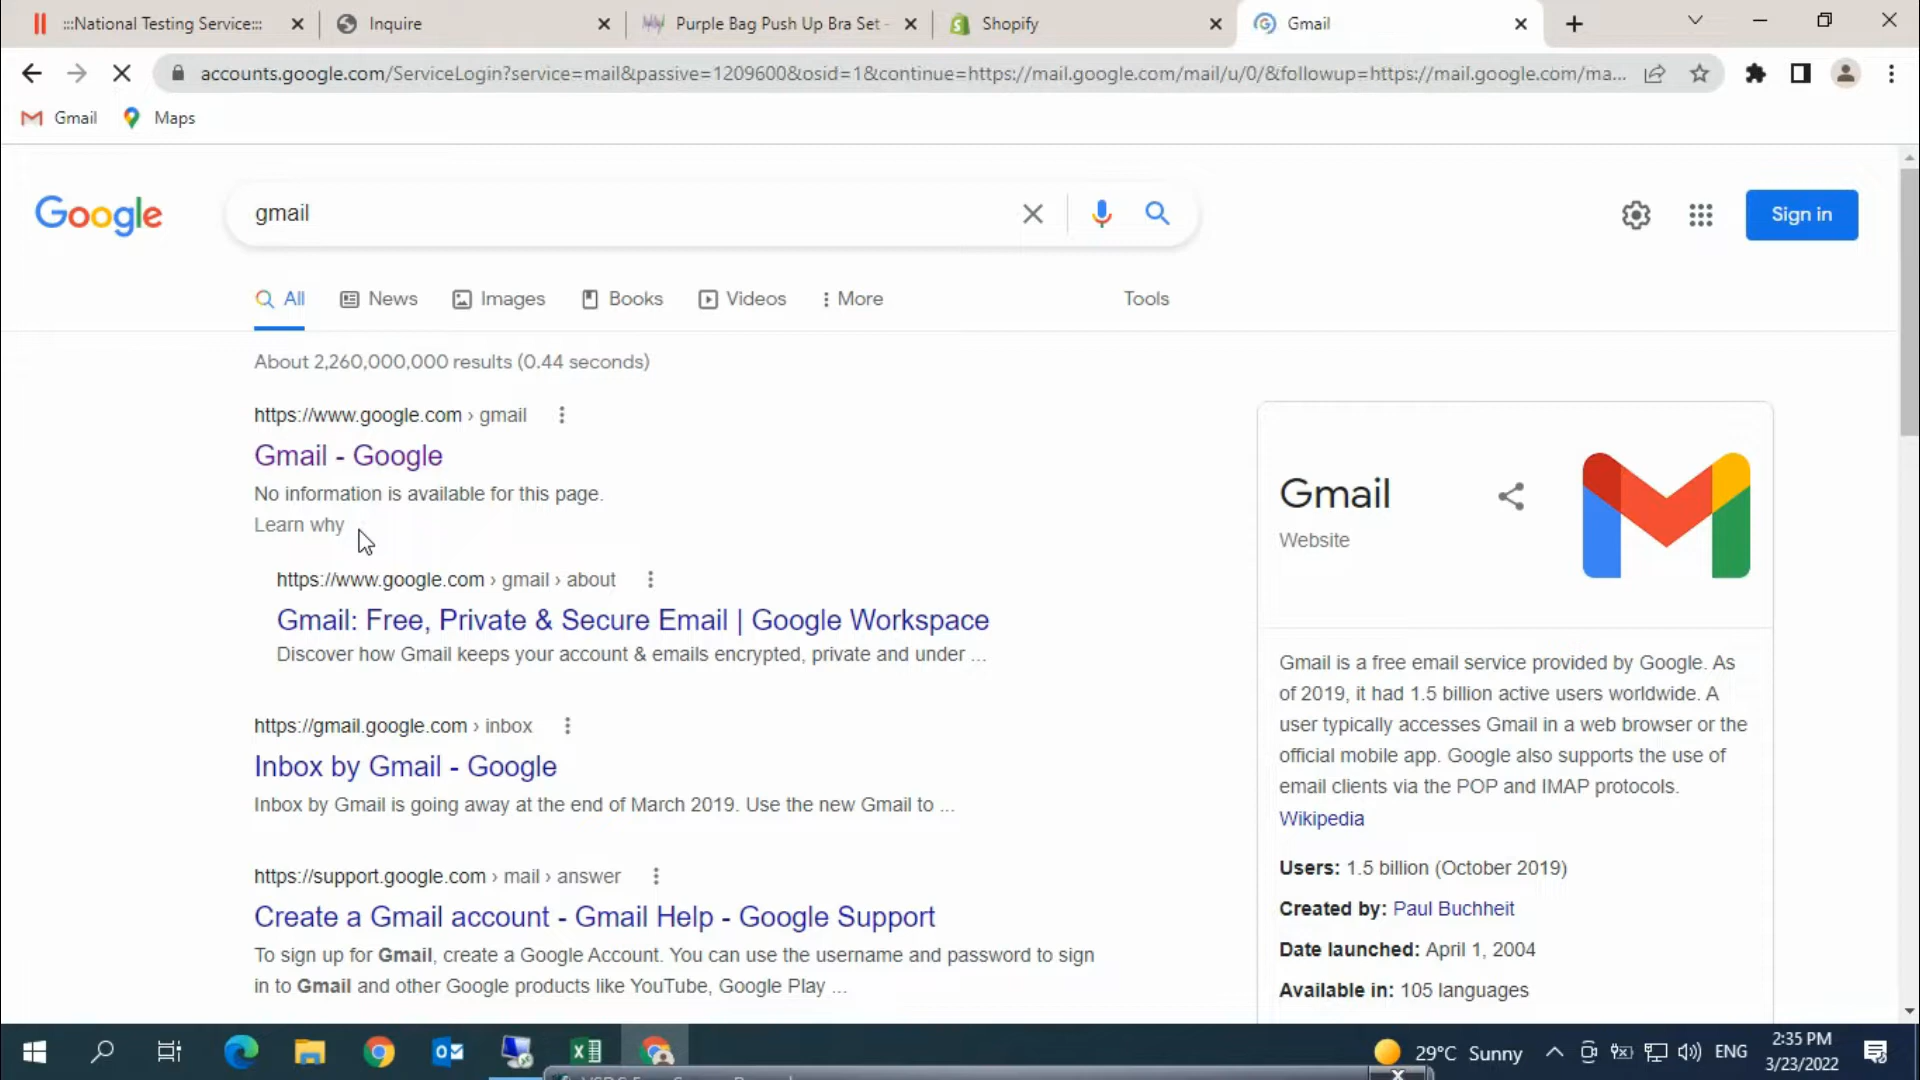 :::National Testing Service:::
Inquire
Purple Bag Push Up Bra Set -
Shopify
Gmail
accounts.google.com/ServiceLogin?service=mail&passive=1209600&osid=1&continue=https://mail.google.com/mail/u/0/&followup=https://mail.google.com/ma...
Gmail
Maps
Google
gmail
Sign in
All
News
Images
Books
Videos
More
Tools
About 2,260,000,000 results (0.44 seconds)
https://www.google.com › gmail
Gmail - Google
No information is available for this page.
Learn why
https://www.google.com › gmail › about
Gmail: Free, Private & Secure Email | Google Workspace
Discover how Gmail keeps your account & emails encrypted, private and under ...
https://gmail.google.com › inbox
Inbox by Gmail - Google
Inbox by Gmail is going away at the end of March 2019. Use the new Gmail to ...
https://support.google.com › mail › answer
Create a Gmail account - Gmail Help - Google Support
To sign up for Gmail, create a Google Account. You can use the username and password to sign
in to Gmail and other Google products like YouTube, Google Play ...
Gmail
Website
Gmail is a free email service provided by Google. As
of 2019, it had 1.5 billion active users worldwide. A
user typically accesses Gmail in a web browser or the
official mobile app. Google also supports the use of
email clients via the POP and IMAP protocols.
Wikipedia
Users: 1.5 billion (October 2019)
Created by: Paul Buchheit
Date launched: April 1, 2004
Available in: 105 languages
29°C Sunny
ENG
2:35 PM
3/23/2022